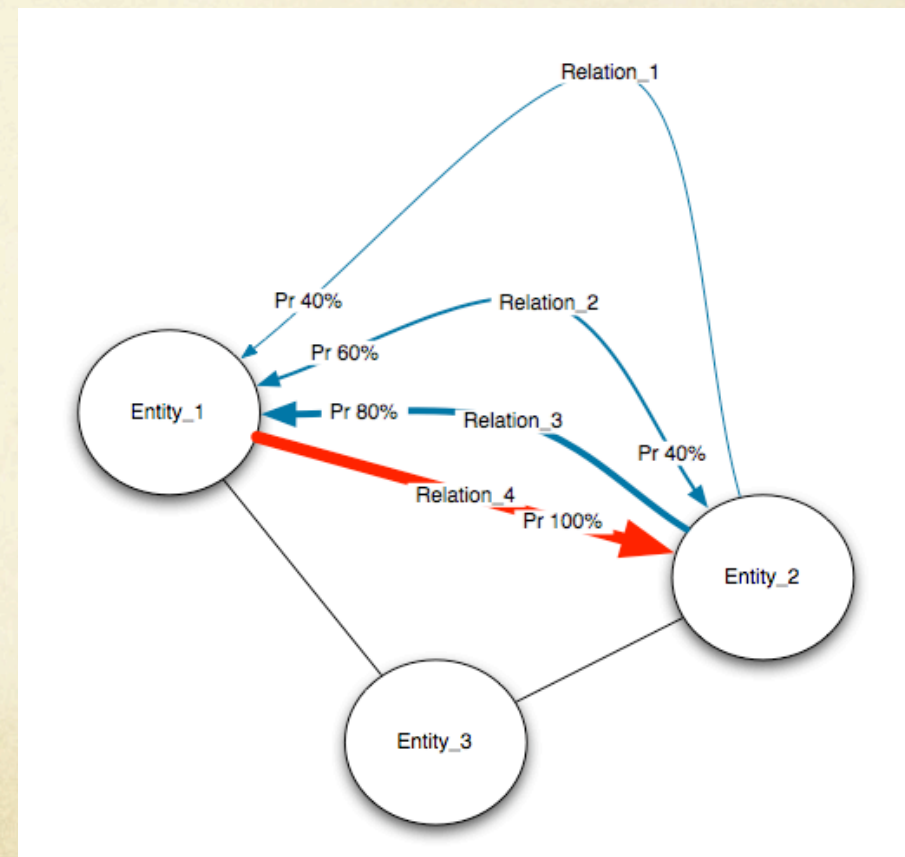 Relation_1
Pr 40%
Relation_2
Pr 60%
Entity_1
Pr 80%
Relation_3
Pr 40%
Relation_4
Pr 100%
Entity_2
Entity_3